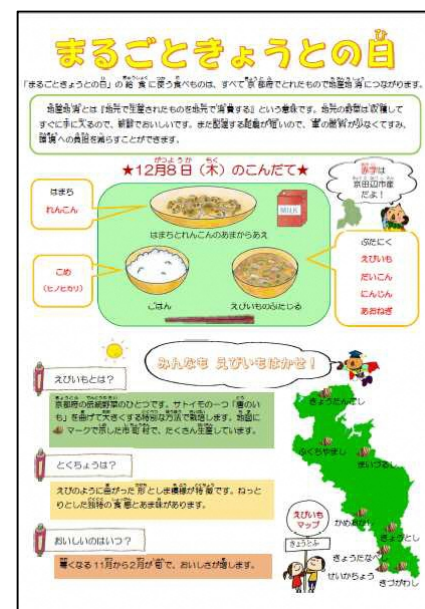 まるごときょうとの日
「まるごときょうとの日」の給食に使う食べものは、すべて京都府でとれたもので地産地消につながります。
地産地消とは『地元で生産されたものを地元で消費する』という意味です。地元の野菜は収穫して
すぐに手に入るので、新鮮でおいしいです。また配送する距離が短いので、車の燃料が少なくてすみ、
環境への負担を減らすことができます。
★12月8日(木)のこんだて★
赤字は
京田辺市産
だよ!
はまち
れんこん
MILK
はまちとれんこんのあまからあえ
こめ
(ヒノヒカリ)
ごはん
えびいものぶたじる
ぶたにく
えびいも
だいこん
にんじん
あおねぎ
みんなも えびいもはかせ!
えびいもとは?
京都府の伝統野菜のひとつです。サトイモの一つ「唐のい
も」を曲げて大きくする特別な方法で栽培します。地図に
マークで示した市町村で、たくさん生産しています。
とくちょうは?
えびのように曲がった形としま模様が特徴です。ねっと
りとした独特の食感とあま味があります。
おいしいのはいつ?
寒くなる11月から2月が旬で、おいしさが増します。
えびいも
マップ
きょうとふ
きょうたんごし
ふくちやまし
まいづるし
かめおかし
きょうとし
きょうたなべし
せいかちょう
きづがわし